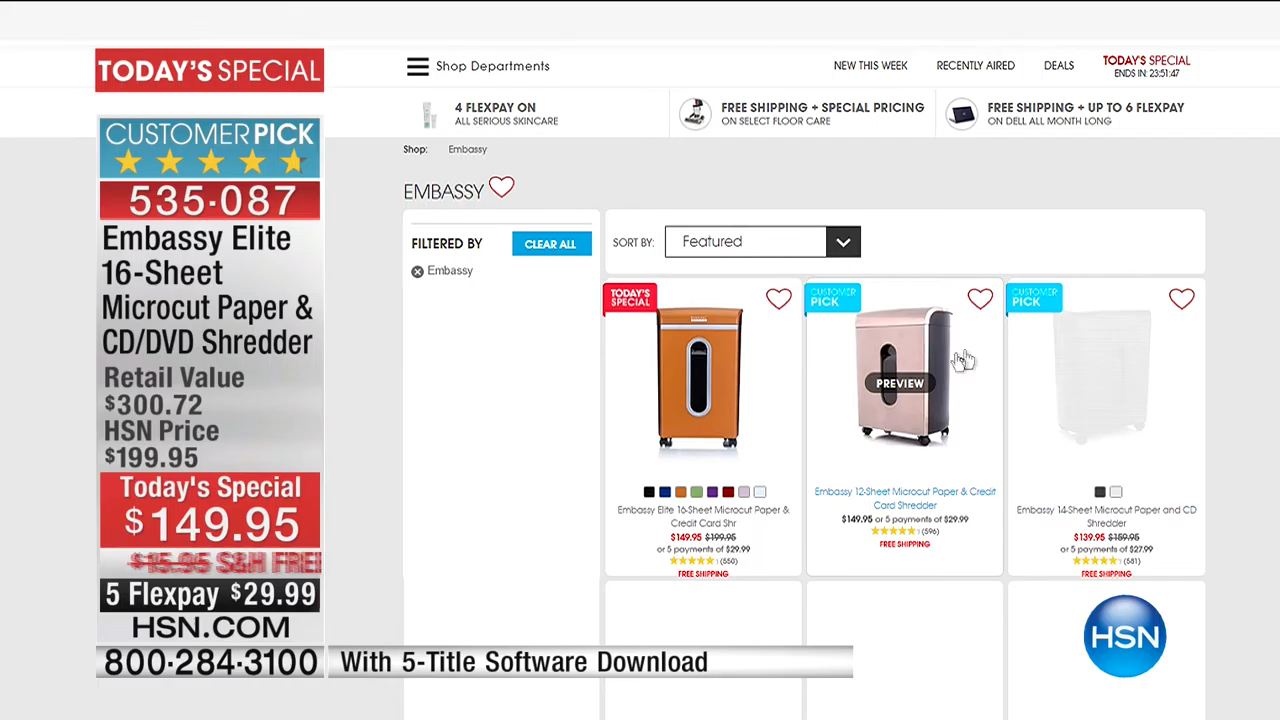 TODAY'S SPECIAL
CUSTOMER PICK
535-087
Embassy Elite
16-Sheet
Microcut Paper &
CD/DVD Shredder
Retail Value
$300.72
HSN Price
$199.95
Today's Special
$149.95
$15.95 S&H FREE
5 Flexpay $29.99
HSN.COM
800-284-3100
With 5-Title Software Download
Shop Departments
NEW THIS WEEK
RECENTLY AIRED
DEALS
TODAY'S SPECIAL
ENDS IN: 23:51:47
4 FLEXPAY ON
ALL SERIOUS SKINCARE
FREE SHIPPING + SPECIAL PRICING
ON SELECT FLOOR CARE
FREE SHIPPING + UP TO 6 FLEXPAY
ON DELL ALL MONTH LONG
Shop: Embassy
EMBASSY
FILTERED BY
CLEAR ALL
Embassy
SORT BY:
Featured
TODAY'S
SPECIAL
Embassy Elite 16-Sheet Microcut Paper &
Credit Card Shr
$149.95 $199.95
or 5 payments of $29.99
(550)
FREE SHIPPING
CUSTOMER
PICK
PREVIEW
Embassy 12-Sheet Microcut Paper & Credit
Card Shredder
$149.95 or 5 payments of $29.99
(596)
FREE SHIPPING
CUSTOMER
PICK
Embassy 14-Sheet Microcut Paper and CD
Shredder
$139.95 $159.95
or 5 payments of $27.99
(581)
FREE SHIPPING
HSN